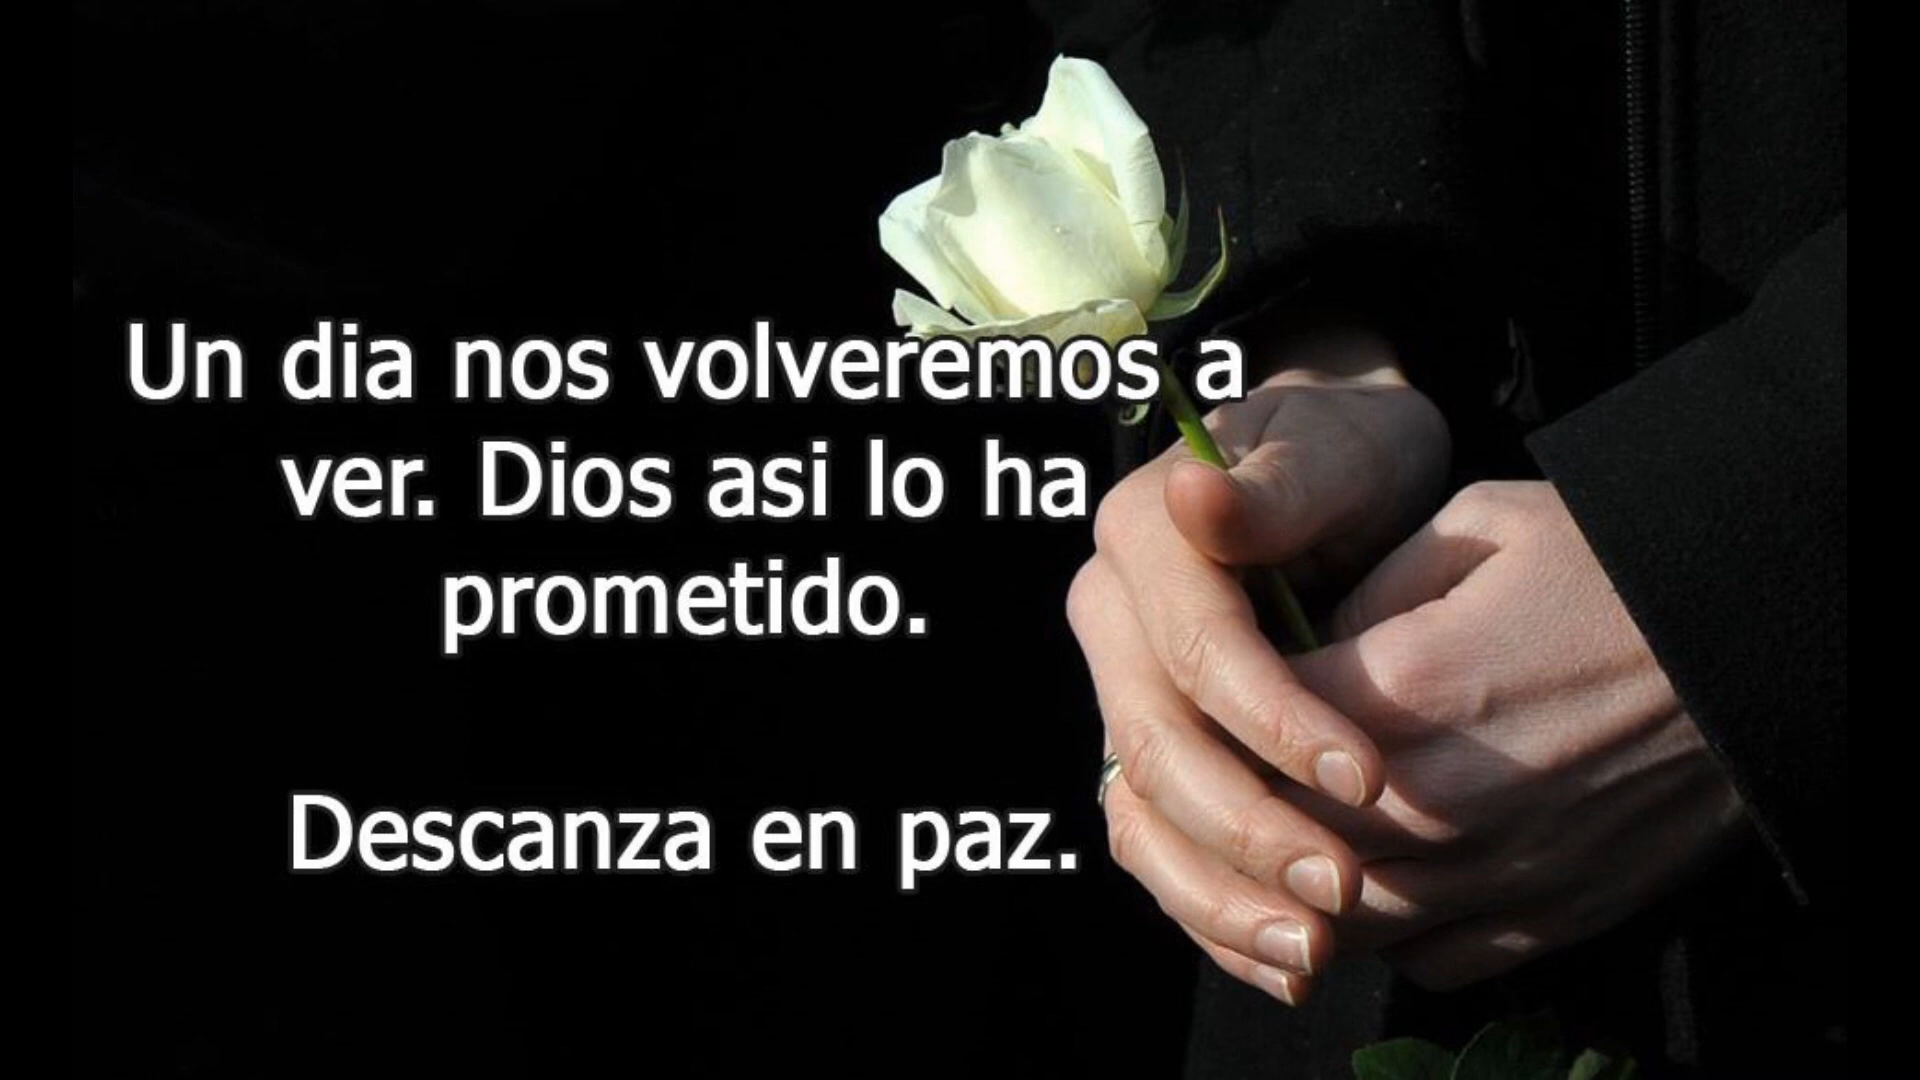 Un dia nos volveremos a
ver. Dios asi lo ha
prometido.
Descanza en paz.